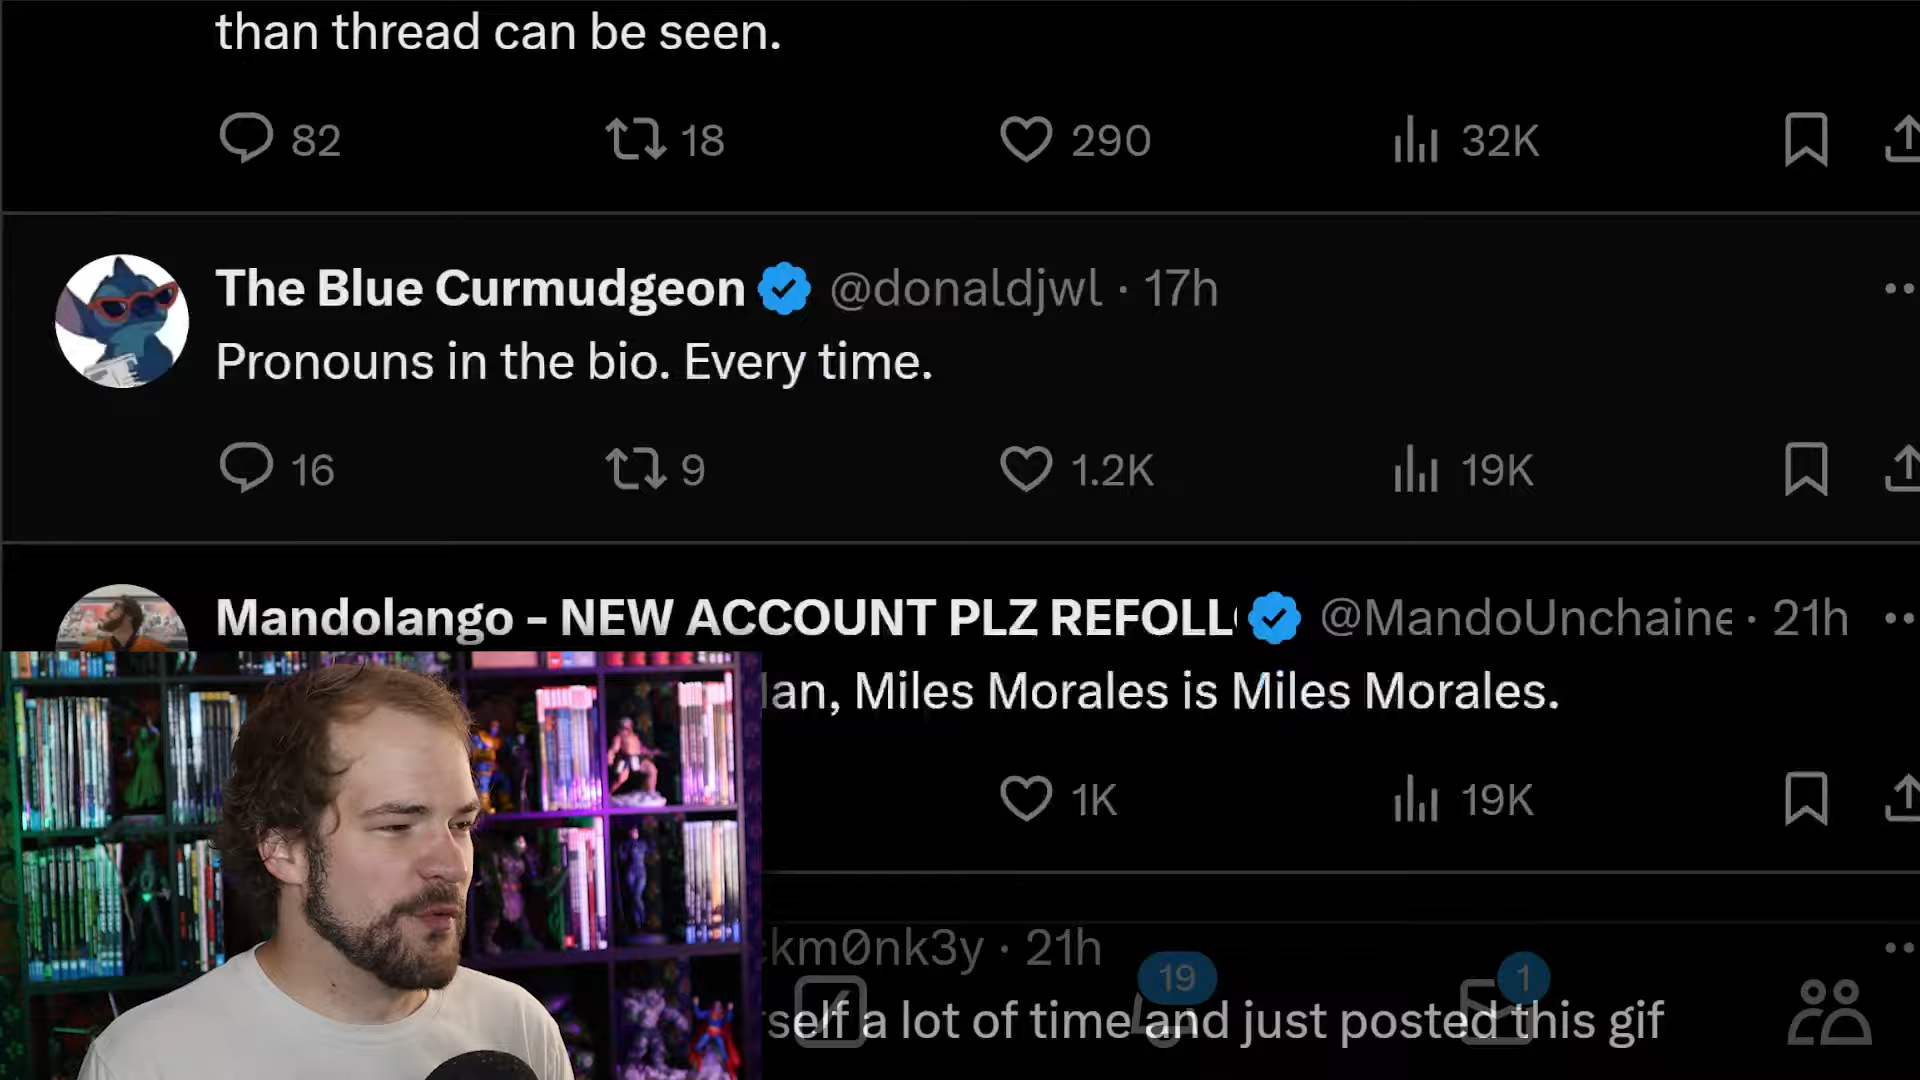 than thread can be seen.
82 18 290 32K
The Blue Curmudgeon @donaldjwl · 17h
Pronouns in the bio. Every time.
16 9 1.2K 19K
Mandolango - NEW ACCOUNT PLZ REFOLL @MandoUnchaine · 21h
an, Miles Morales is Miles Morales.
1K 19K
ckm0nk3y · 21h
19 1
self a lot of time and just posted this gif